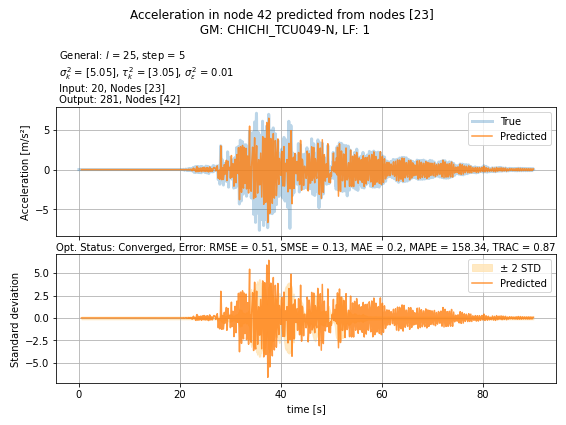 Acceleration in node 42 predicted from nodes [23]
GM: CHICHI_TCU049-N, LF: 1
General: l = 25, step = 5
σ²ₖ = [5.05], τ²ₖ = [3.05], σ²ε = 0.01
Input: 20, Nodes [23]
Output: 281, Nodes [42]
True
Predicted
5
0
−5
Acceleration [m/s²]
Opt. Status: Converged, Error: RMSE = 0.51, SMSE = 0.13, MAE = 0.2, MAPE = 158.34, TRAC = 0.87
± 2 STD
Predicted
5.0
2.5
0.0
−2.5
−5.0
Standard deviation
0 20 40 60 80
time [s]